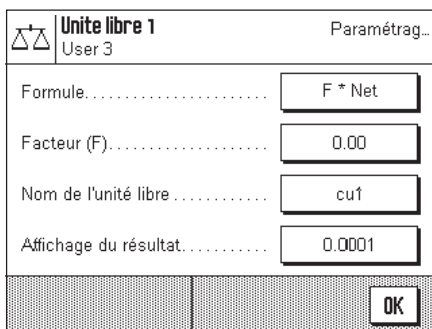 Unite libre 1
Paramétrag…
User 3
Formule....................... F * Net
Facteur (F).................... 0.00
Nom de l'unité libre ............ cu1
Affichage du résultat........... 0.0001
OK